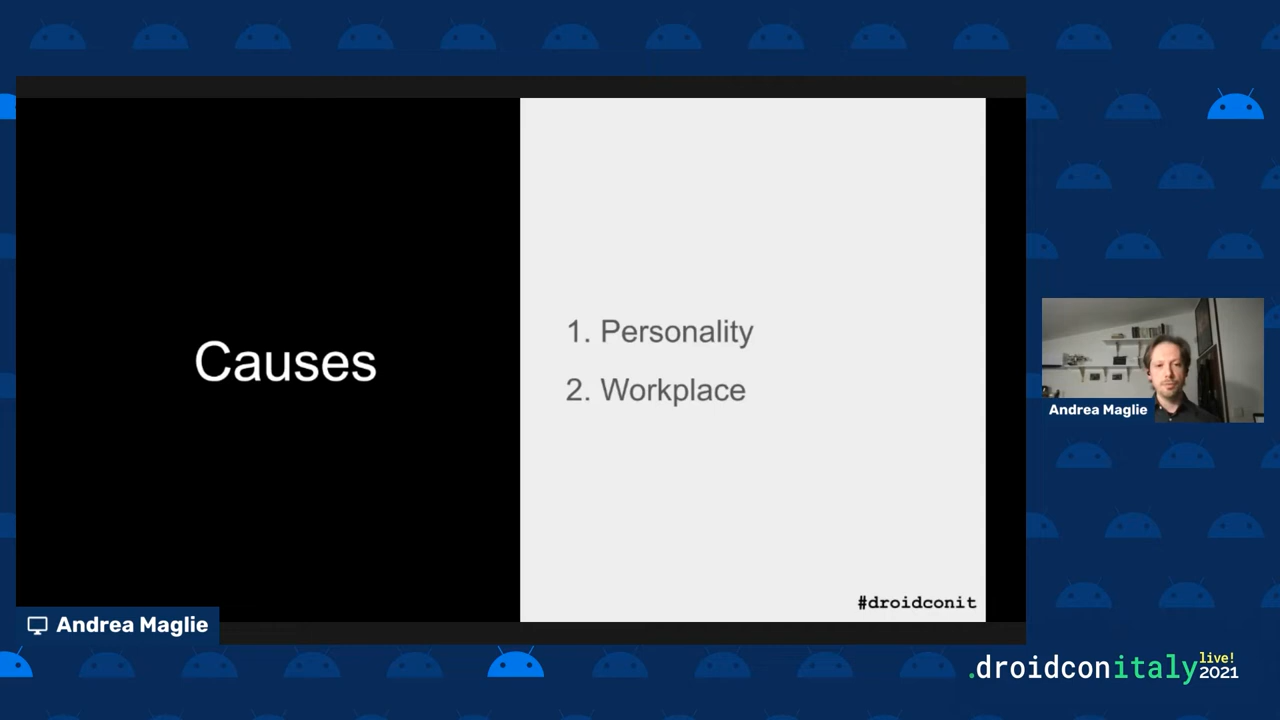 Causes
1. Personality
2. Workplace
#droidconit
Andrea Maglie
Andrea Maglie
.droidconitaly live! 2021